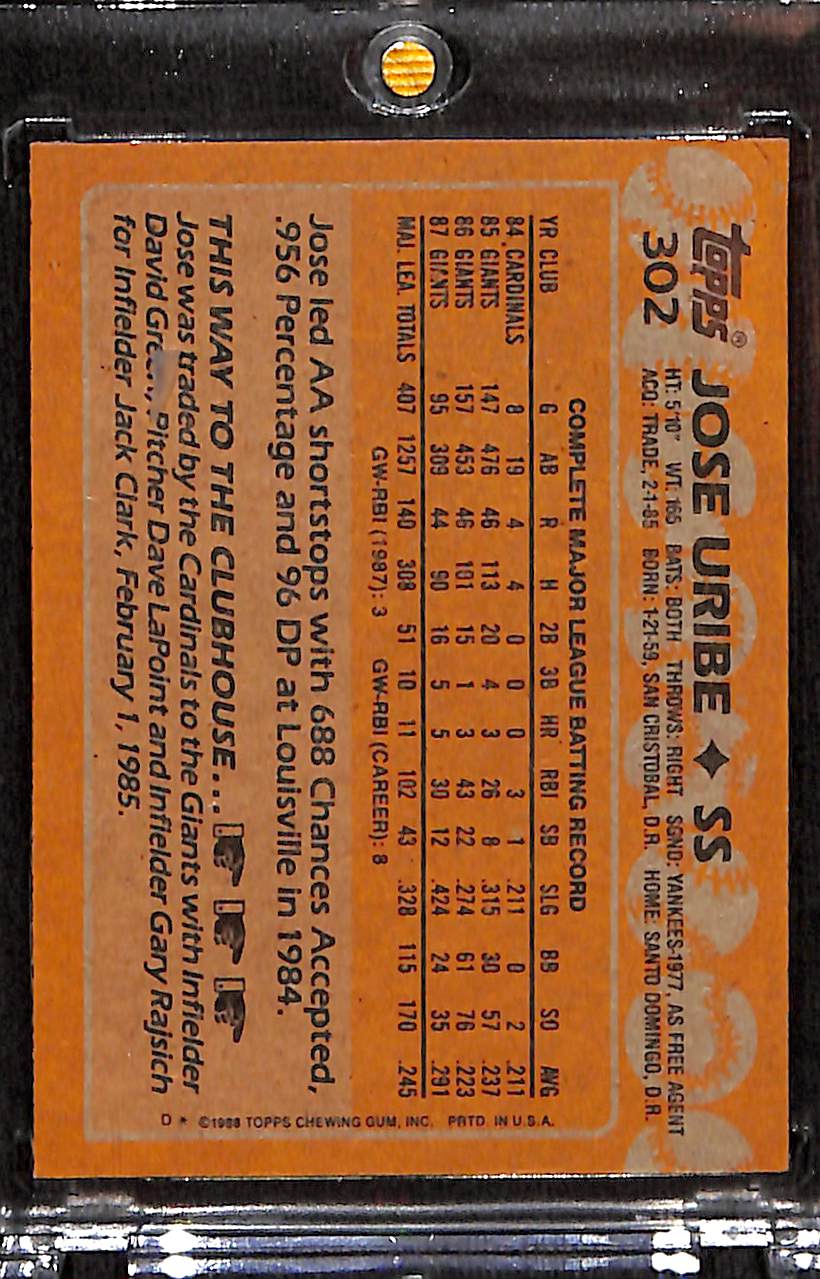 topps® JOSE URIBE ✦ SS
302 HT: 5'10" WT: 165 BATS: BOTH THROWS: RIGHT SGND: YANKEES-1977, AS FREE AGENT
ACQ: TRADE, 2-1-85 BORN: 1-21-59, SAN CRISTOBAL, D.R. HOME: SANTO DOMINGO, D.R.
COMPLETE MAJOR LEAGUE BATTING RECORD
YR CLUB G AB R H 2B 3B HR RBI SB SLG BB SO AVG
84 CARDINALS 8 19 4 4 0 0 0 3 1 .211 0 2 .211
85 GIANTS 147 476 46 113 20 4 3 26 8 .315 30 57 .237
86 GIANTS 157 453 46 101 15 1 3 43 22 .274 61 76 .223
87 GIANTS 95 309 44 90 16 5 5 30 12 .424 24 35 .291
MAJ. LEA. TOTALS 407 1257 140 308 51 10 11 102 43 .328 115 170 .245
GW-RBI (1987): 3 GW-RBI (CAREER): 8
Jose led AA shortstops with 688 Chances Accepted,
.956 Percentage and 96 DP at Louisville in 1984.
THIS WAY TO THE CLUBHOUSE...
Jose was traded by the Cardinals to the Giants with Infielder
David Green, Pitcher Dave LaPoint and Infielder Gary Rajsich
for Infielder Jack Clark, February 1, 1985.
D * ©1988 TOPPS CHEWING GUM, INC. PRTD. IN U.S.A.